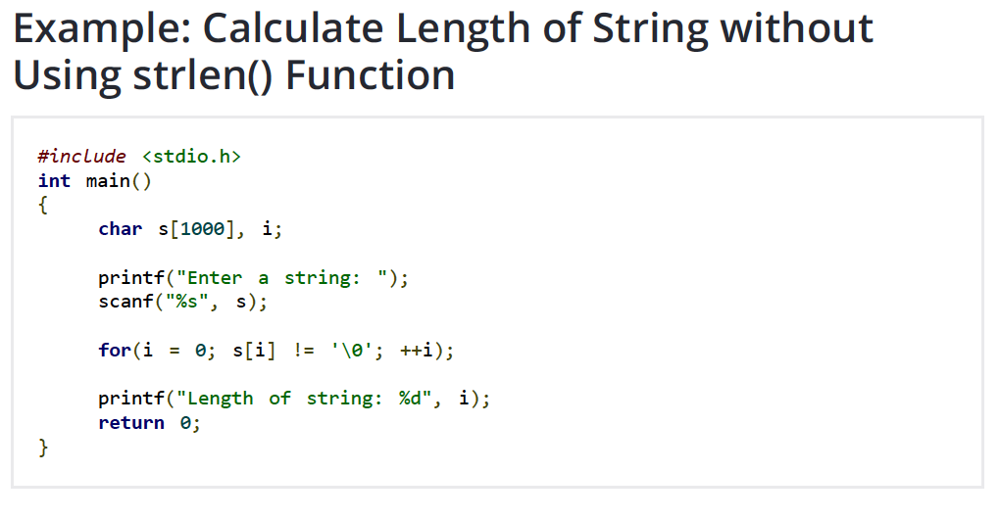 Example: Calculate Length of String without
Using strlen() Function
#include <stdio.h>
int main()
{
char s[1000], i;
printf("Enter a string: ");
scanf("%s", s);
for(i = 0; s[i] != '\0'; ++i);
printf("Length of string: %d", i);
return 0;
}